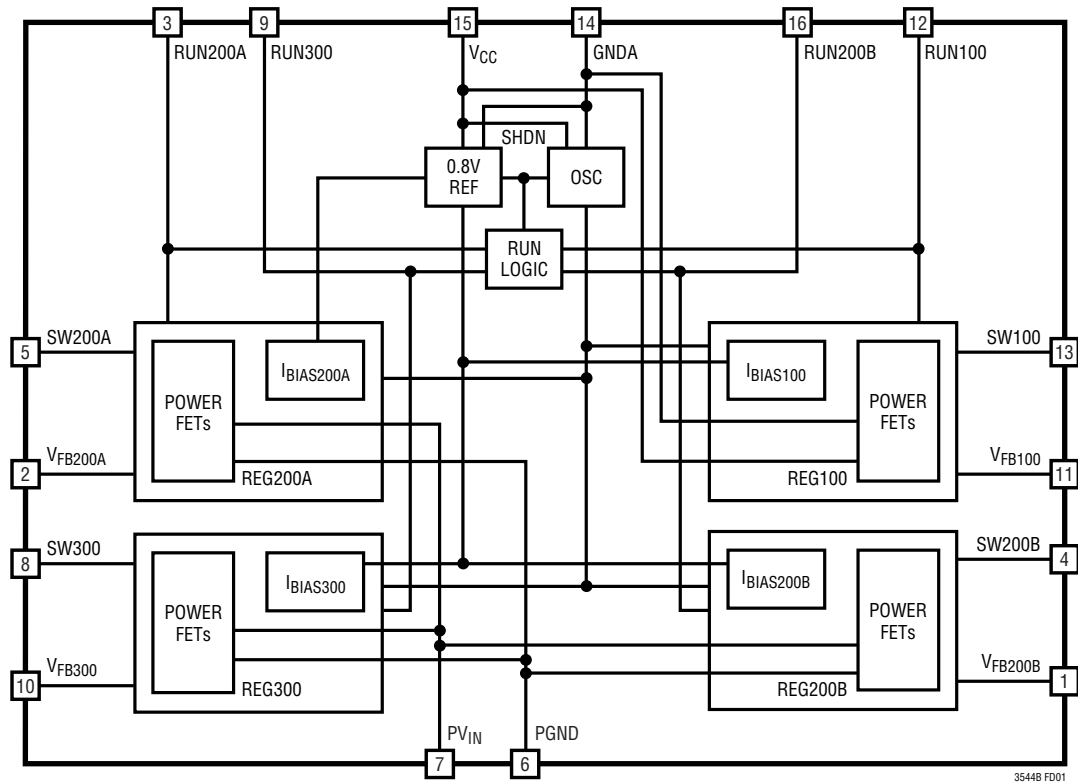 3
9
15
14
16
12
RUN200A
RUN300
VCC
GNDA
RUN200B
RUN100
SHDN
0.8V
REF
OSC
RUN
LOGIC
SW200A
5
POWER
FETs
IBIAS200A
VFB200A
2
REG200A
SW100
13
IBIAS100
POWER
FETs
VFB100
11
REG100
SW300
8
POWER
FETs
IBIAS300
VFB300
10
REG300
SW200B
4
IBIAS200B
POWER
FETs
VFB200B
1
REG200B
PVIN
PGND
7
6
3544B FD01